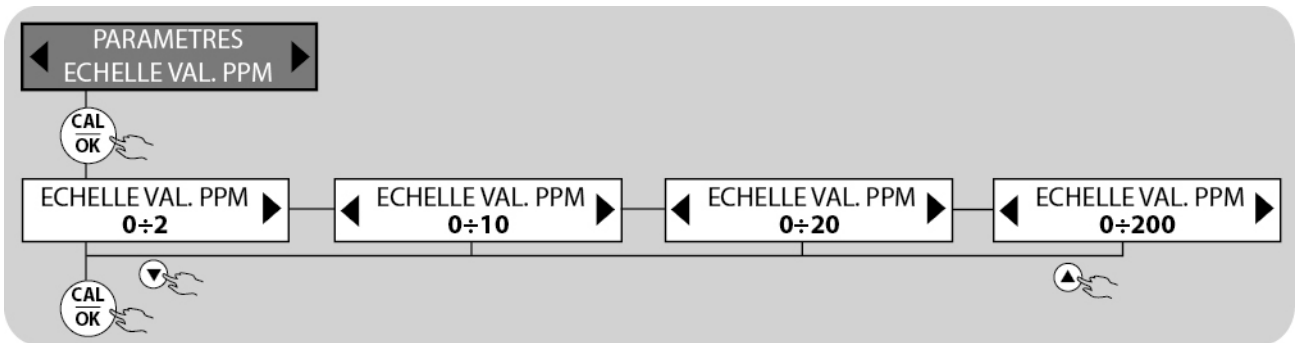 PARAMETRES
ECHELLE VAL. PPM
CAL
OK
ECHELLE VAL. PPM
0÷2
ECHELLE VAL. PPM
0÷10
ECHELLE VAL. PPM
0÷20
ECHELLE VAL. PPM
0÷200
CAL
OK